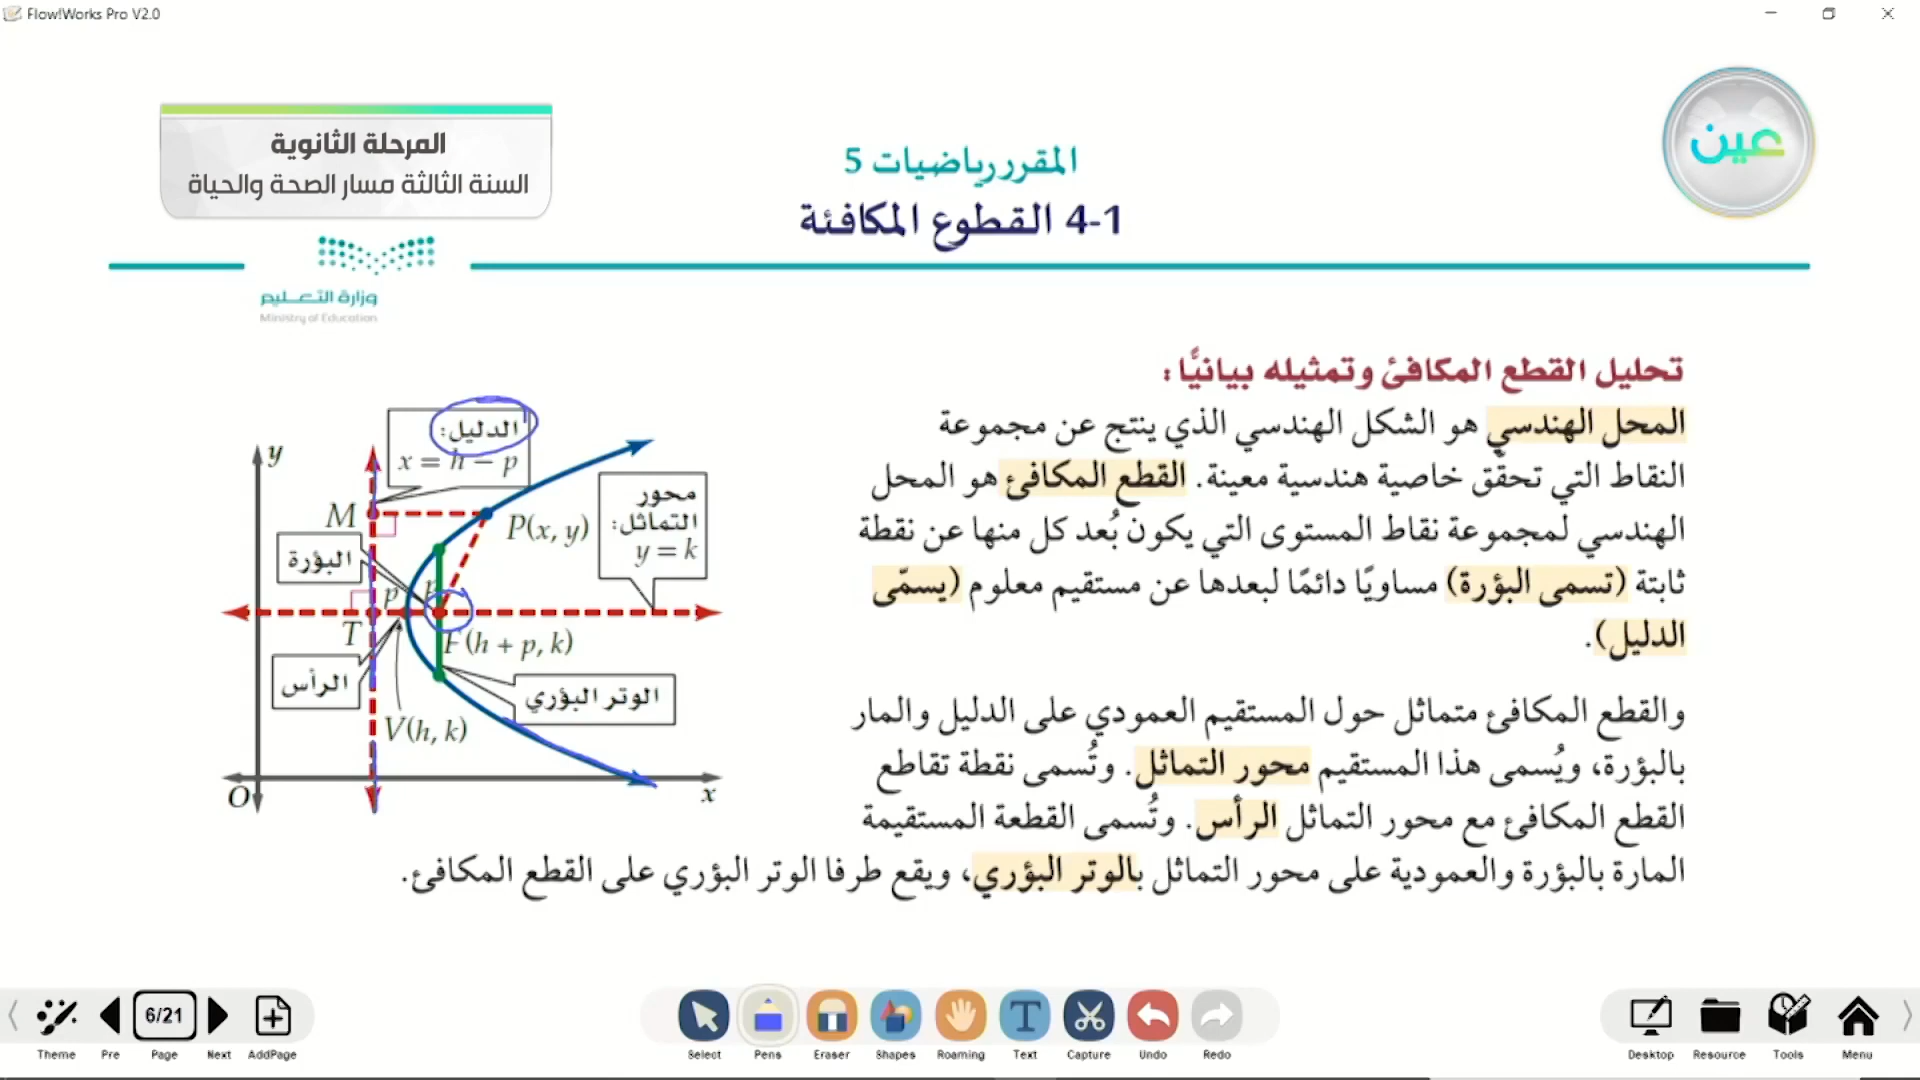 Flow!Works Pro V2.0
المرحلة الثانوية
السنة الثالثة مسار الصحة والحياة
المقرر رياضيات 5
4-1 القطوع المكافئة
عين
وزارة التعليم
Ministry of Education
تحليل القطع المكافئ وتمثيله بيانيًّا :
المحل الهندسي هو الشكل الهندسي الذي ينتج عن مجموعة
النقاط التي تحقّق خاصية هندسية معينة. القطع المكافئ هو المحل
الهندسي لمجموعة نقاط المستوى التي يكون بُعد كل منها عن نقطة
ثابتة (تسمى البؤرة) مساويًا دائمًا لبعدها عن مستقيم معلوم (يسمّى
الدليل).
والقطع المكافئ متماثل حول المستقيم العمودي على الدليل والمار
بالبؤرة، ويُسمى هذا المستقيم محور التماثل. وتُسمى نقطة تقاطع
القطع المكافئ مع محور التماثل الرأس. وتُسمى القطعة المستقيمة
المارة بالبؤرة والعمودية على محور التماثل بالوتر البؤري، ويقع طرفا الوتر البؤري على القطع المكافئ.
الدليل:
x = h − p
y
محور
التماثل:
y = k
M
P(x, y)
البؤرة
p
p
T
F(h + p, k)
الرأس
الوتر البؤري
V(h, k)
O
x
6/21
Theme
Pre
Page
Next
AddPage
Select
Pens
Eraser
Shapes
Roaming
T
Text
Capture
Undo
Redo
Desktop
Resource
Tools
Menu